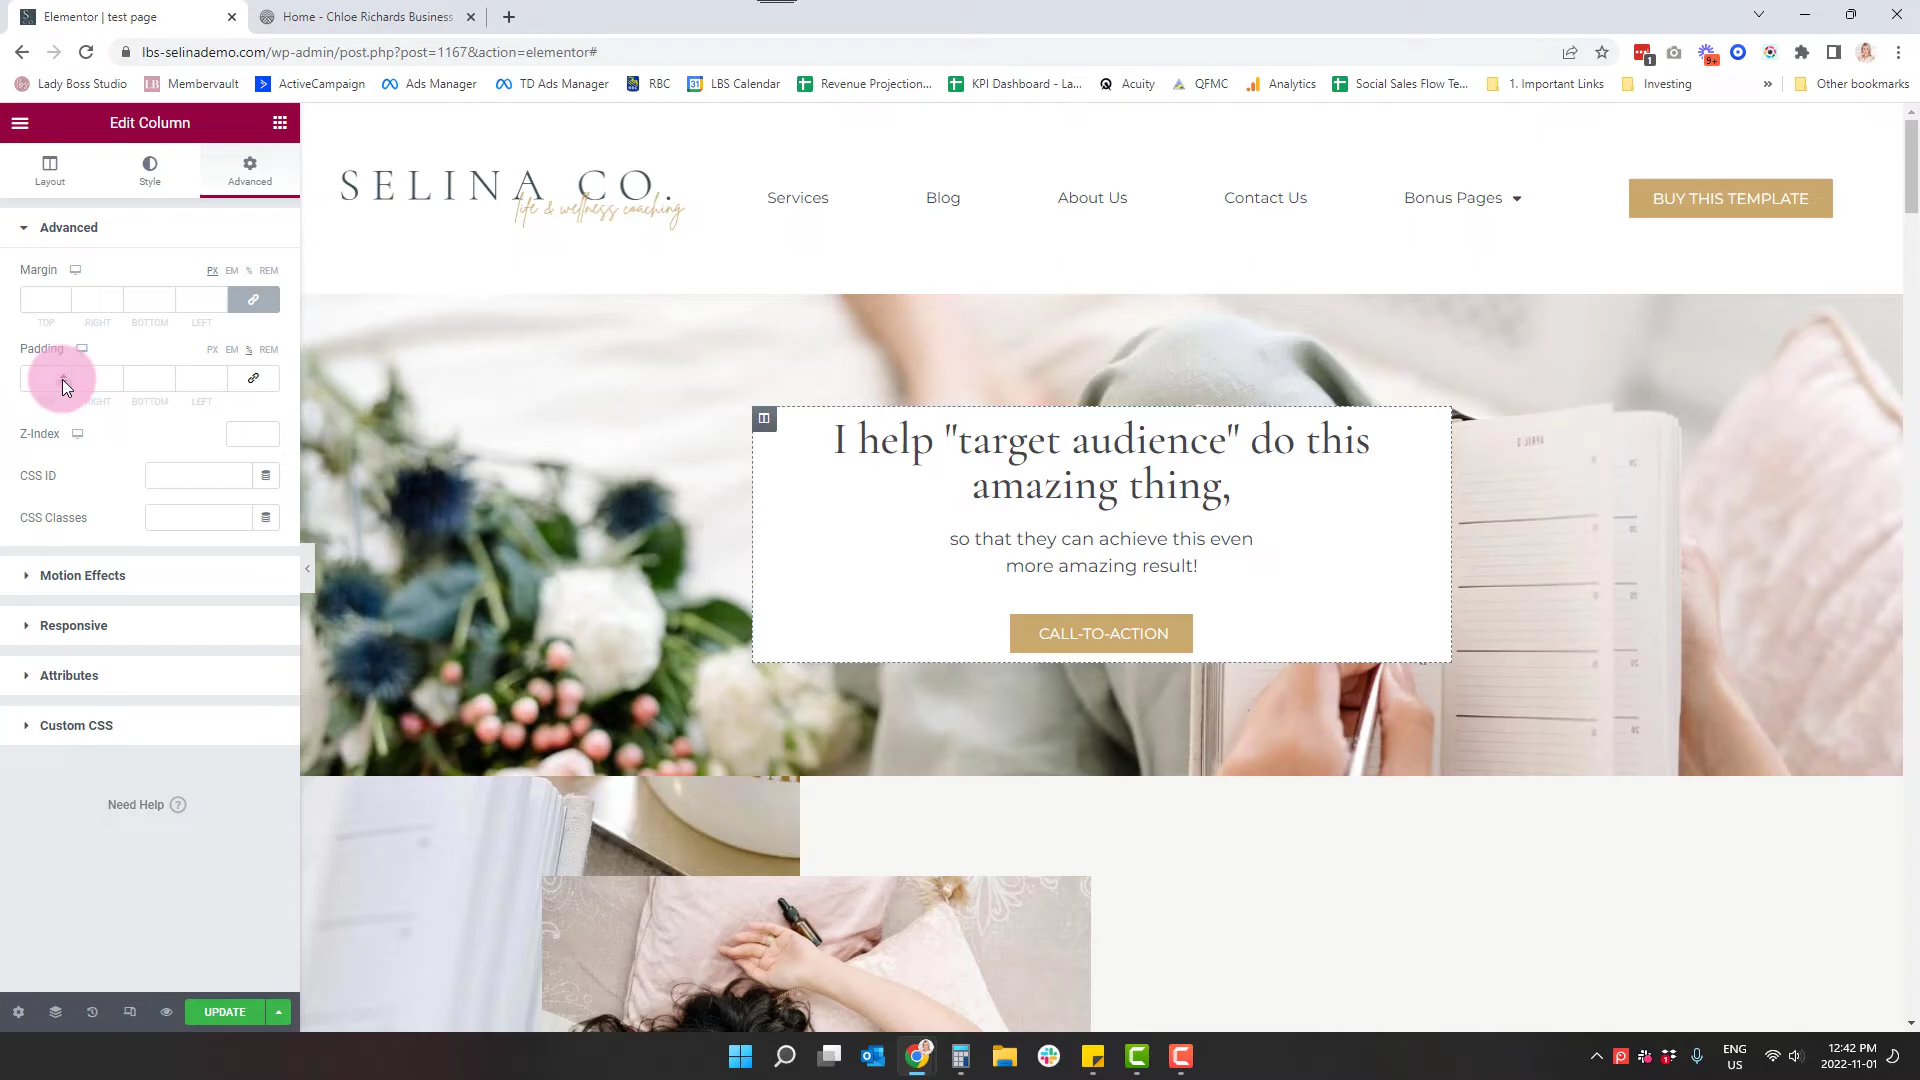 Elementor | test page
Home - Chloe Richards Business
lbs-selinademo.com/wp-admin/post.php?post=1167&action=elementor#
1
9+
Lady Boss Studio
Membervault
ActiveCampaign
Ads Manager
TD Ads Manager
RBC
LBS Calendar
Revenue Projection...
KPI Dashboard - La...
Acuity
QFMC
Analytics
Social Sales Flow Te...
1. Important Links
Investing
»
Other bookmarks
Edit Column
Layout
Style
Advanced
Advanced
Margin
PX EM % REM
TOP RIGHT BOTTOM LEFT
Padding
PX EM % REM
RIGHT BOTTOM LEFT
Z-Index
CSS ID
CSS Classes
Motion Effects
Responsive
Attributes
Custom CSS
Need Help ?
UPDATE
SELINA CO.
life & wellness coaching
Services
Blog
About Us
Contact Us
Bonus Pages
BUY THIS TEMPLATE
I help "target audience" do this
amazing thing,
so that they can achieve this even
more amazing result!
CALL-TO-ACTION
ENG
US
12:42 PM
2022-11-01